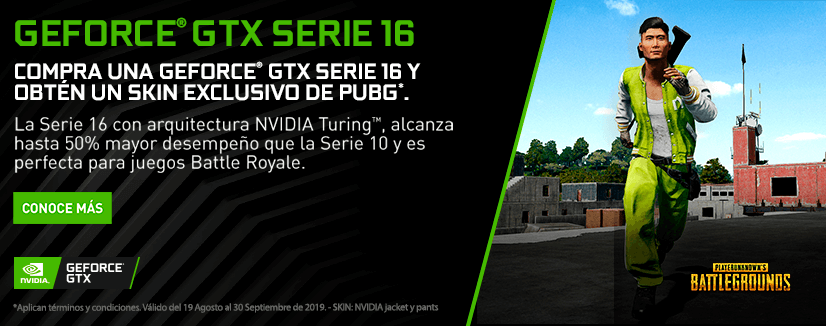 GEFORCE® GTX SERIE 16
COMPRA UNA GEFORCE® GTX SERIE 16 Y
OBTÉN UN SKIN EXCLUSIVO DE PUBG*.
La Serie 16 con arquitectura NVIDIA Turing™, alcanza
hasta 50% mayor desempeño que la Serie 10 y es
perfecta para juegos Battle Royale.
CONOCE MÁS
NVIDIA.
GEFORCE®
GTX
*Aplican términos y condiciones. Válido del 19 Agosto al 30 Septiembre de 2019. - SKIN: NVIDIA jacket y pants
PLAYERUNKNOWN'S
BATTLEGROUNDS